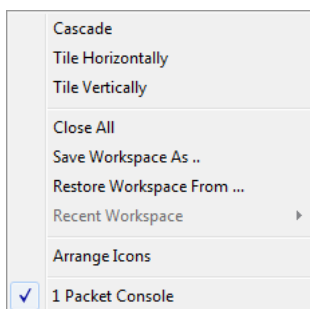 Cascade
Tile Horizontally
Tile Vertically
Close All
Save Workspace As ..
Restore Workspace From ...
Recent Workspace
Arrange Icons
1 Packet Console